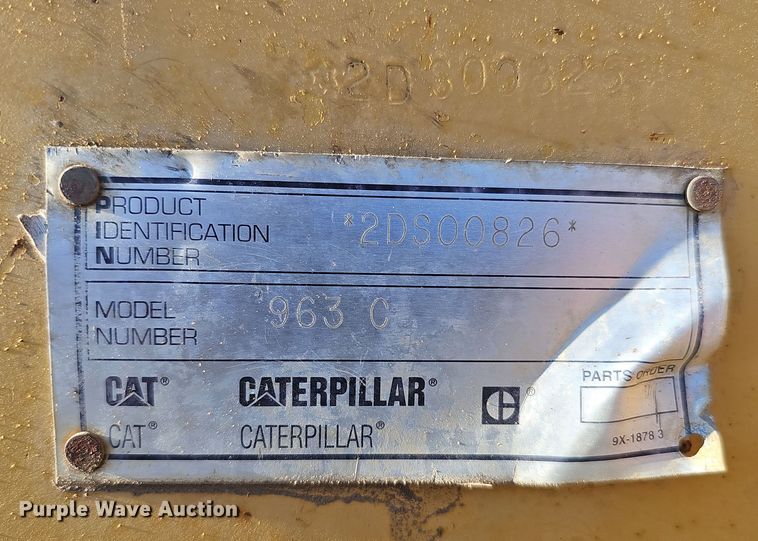 *2DS00826
PRODUCT
IDENTIFICATION
NUMBER
*2DS00826*
MODEL
NUMBER
963 C
CAT® CATERPILLAR® ®
CAT® CATERPILLAR®
PARTS ORDER
9X-1878 3
Purple Wave Auction